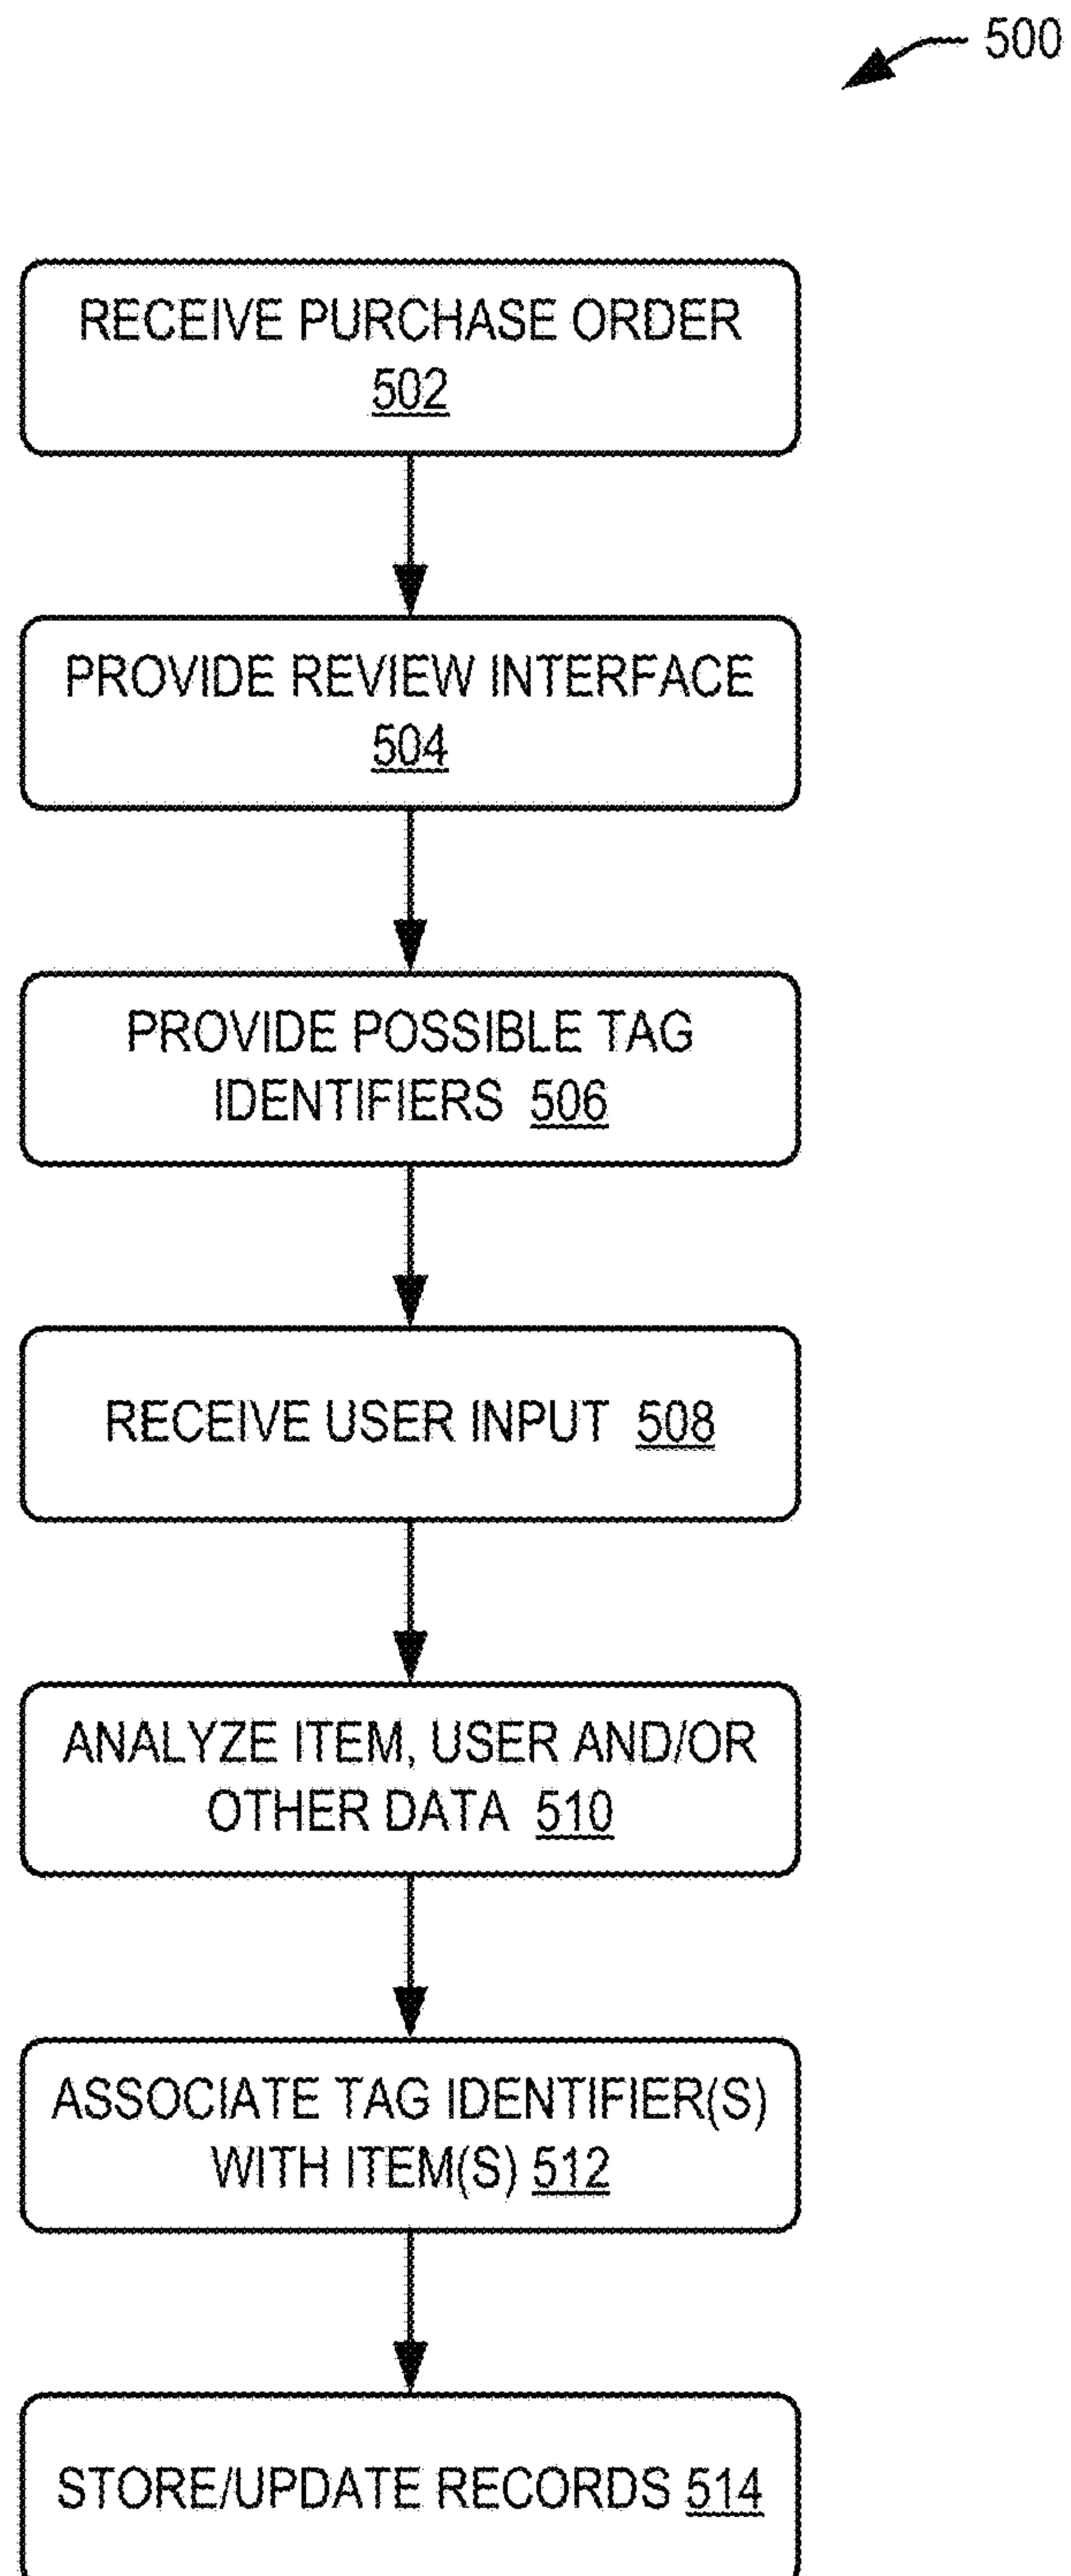 500
RECEIVE PURCHASE ORDER
502
PROVIDE REVIEW INTERFACE
504
PROVIDE POSSIBLE TAG
IDENTIFIERS 506
RECEIVE USER INPUT 508
ANALYZE ITEM, USER AND/OR
OTHER DATA 510
ASSOCIATE TAG IDENTIFIER(S)
WITH ITEM(S) 512
STORE/UPDATE RECORDS 514